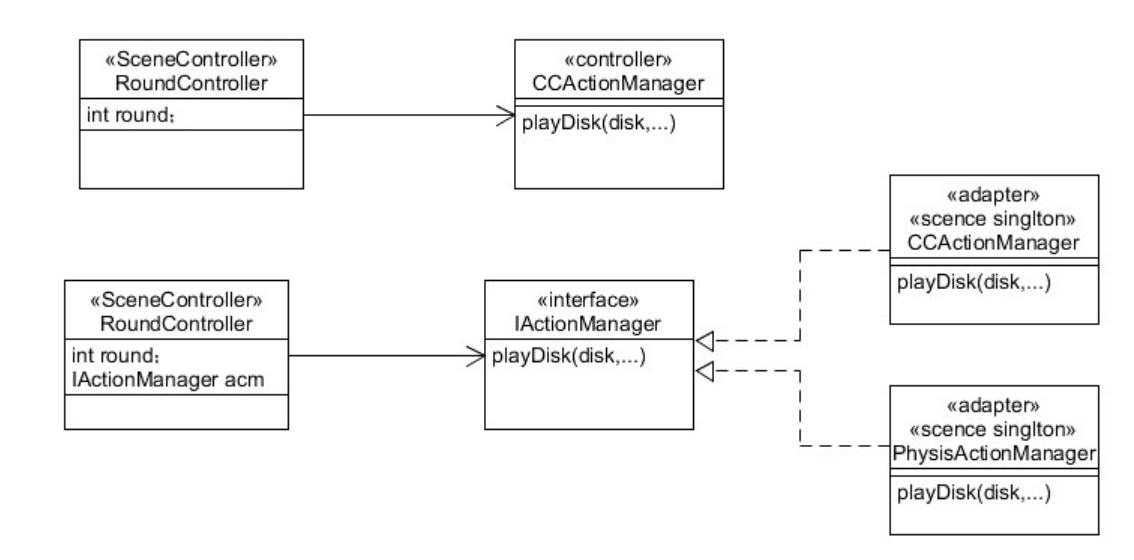 «SceneController»
RoundController
int round;
«controller»
CCActionManager
playDisk(disk,...)
«adapter»
«scence singlton»
CCActionManager
playDisk(disk,...)
«SceneController»
RoundController
int round;
IActionManager acm
«interface»
IActionManager
playDisk(disk,...)
«adapter»
«scence singlton»
PhysisActionManager
playDisk(disk,...)